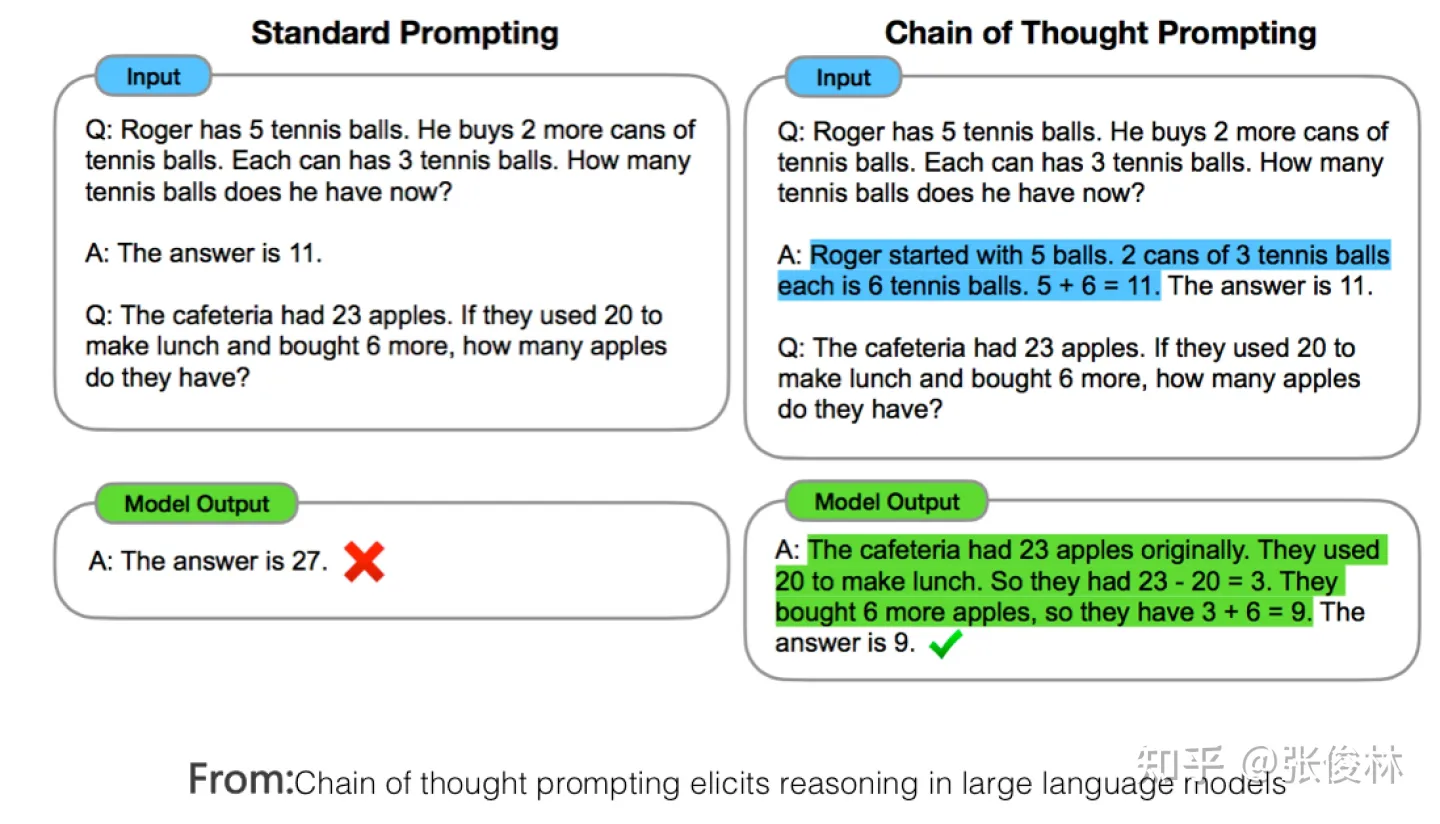 Standard Prompting
Input
Q: Roger has 5 tennis balls. He buys 2 more cans of
tennis balls. Each can has 3 tennis balls. How many
tennis balls does he have now?
A: The answer is 11.
Q: The cafeteria had 23 apples. If they used 20 to
make lunch and bought 6 more, how many apples
do they have?
Model Output
A: The answer is 27.
Chain of Thought Prompting
Input
Q: Roger has 5 tennis balls. He buys 2 more cans of
tennis balls. Each can has 3 tennis balls. How many
tennis balls does he have now?
A: Roger started with 5 balls. 2 cans of 3 tennis balls
each is 6 tennis balls. 5 + 6 = 11. The answer is 11.
Q: The cafeteria had 23 apples. If they used 20 to
make lunch and bought 6 more, how many apples
do they have?
Model Output
A: The cafeteria had 23 apples originally. They used
20 to make lunch. So they had 23 - 20 = 3. They
bought 6 more apples, so they have 3 + 6 = 9. The
answer is 9.
From:Chain of thought prompting elicits reasoning in large language models
知乎 @张俊林